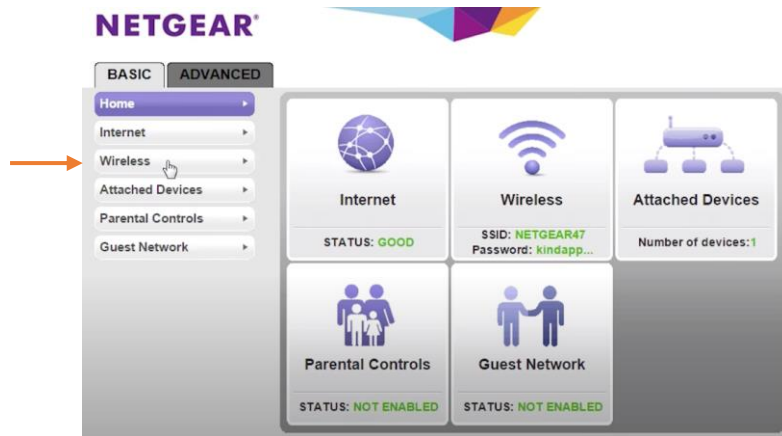 NETGEAR®
BASIC ADVANCED
Home
Internet
Wireless
Attached Devices
Parental Controls
Guest Network
Internet
STATUS: GOOD
Wireless
SSID: NETGEAR47
Password: kindapp...
Attached Devices
Number of devices:1
Parental Controls
STATUS: NOT ENABLED
Guest Network
STATUS: NOT ENABLED